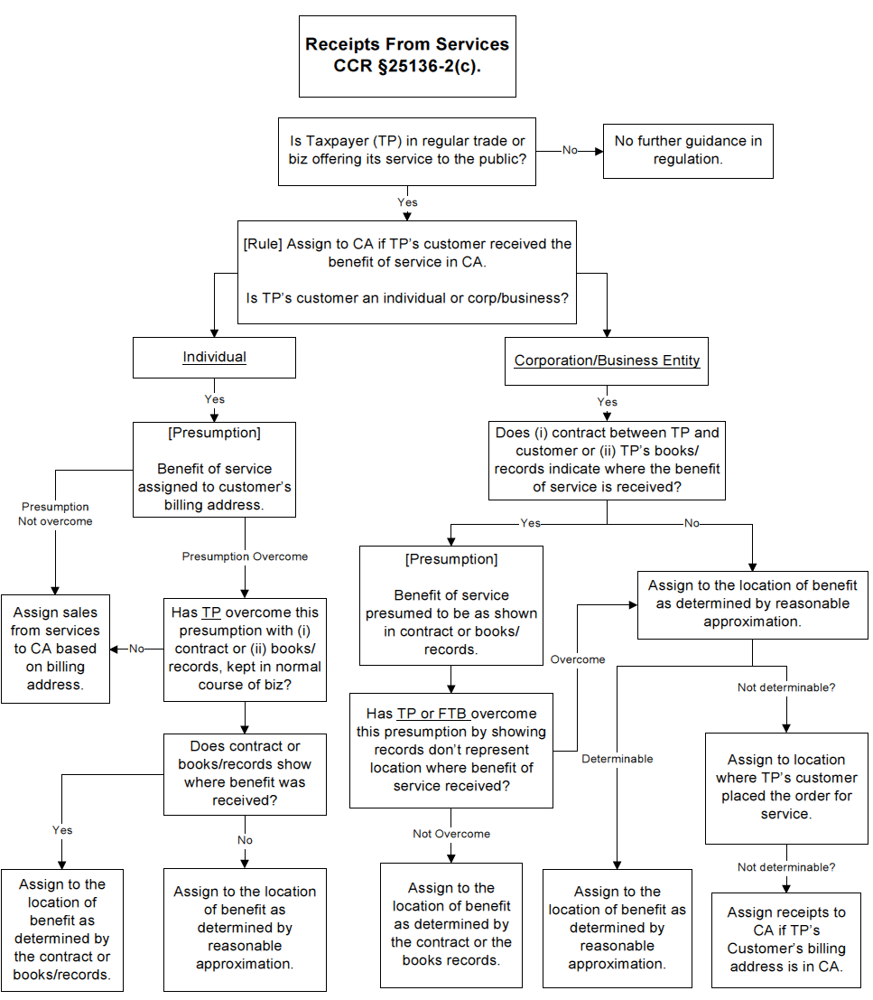 Receipts From Services
CCR §25136-2(c).
Is Taxpayer (TP) in regular trade or
biz offering its service to the public?
No
No further guidance in
regulation.
Yes
[Rule] Assign to CA if TP’s customer received the
benefit of service in CA.
Is TP’s customer an individual or corp/business?
Individual
Corporation/Business Entity
Yes
Yes
[Presumption]
Benefit of service
assigned to customer’s
billing address.
Does (i) contract between TP and
customer or (ii) TP’s books/
records indicate where the benefit
of service is received?
Presumption
Not overcome
Presumption Overcome
Yes
No
[Presumption]
Benefit of service
presumed to be as shown
in contract or books/
records.
Assign to the location of benefit
as determined by reasonable
approximation.
Assign sales
from services
to CA based
on billing
address.
No
Has TP overcome this
presumption with (i)
contract or (ii) books/
records, kept in normal
course of biz?
Overcome
Not determinable?
Has TP or FTB overcome
this presumption by showing
records don’t represent
location where benefit of
service received?
Determinable
Does contract or
books/records show
where benefit was
received?
Assign to location
where TP’s customer
placed the order for
service.
Yes
No
Not Overcome
Not determinable?
Assign to the
location of
benefit as
determined by
the contract or
books/records.
Assign to the location
of benefit as
determined by
reasonable
approximation.
Assign to the
location of benefit
as determined by
the contract or the
books records.
Assign to the
location of benefit as
determined by
reasonable
approximation.
Assign receipts to
CA if TP’s
Customer’s billing
address is in CA.